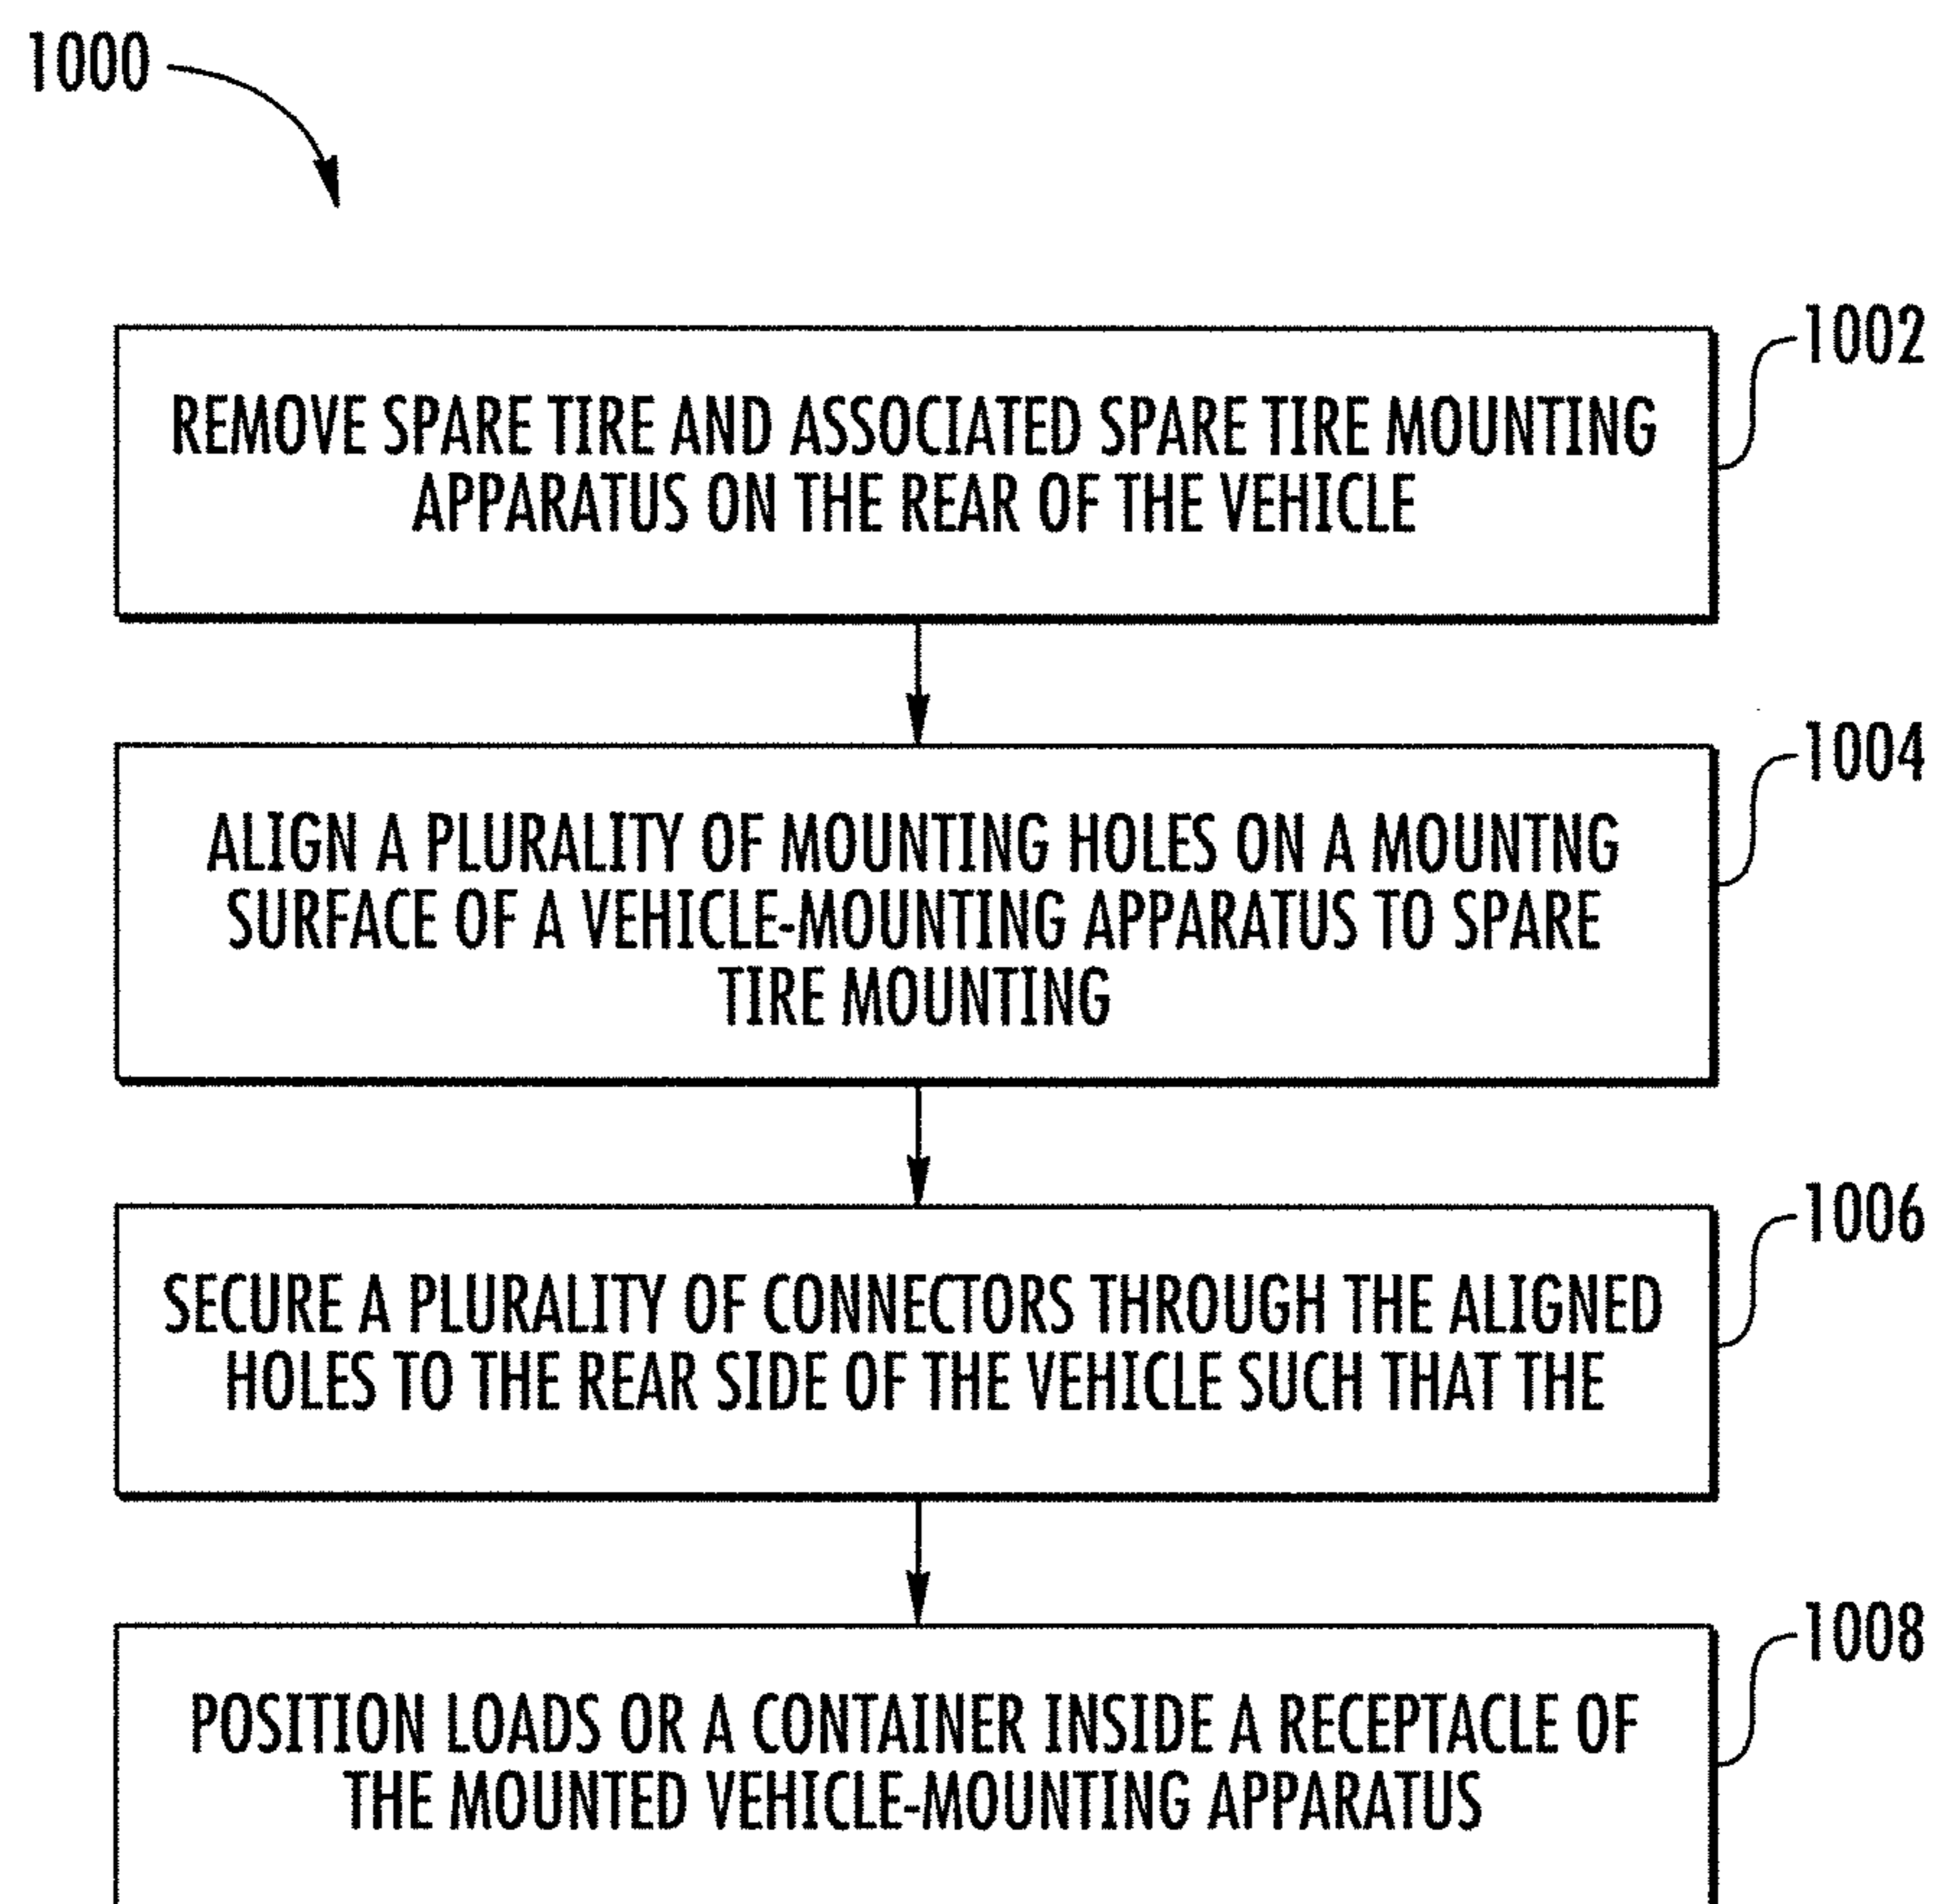 1000
1002
REMOVE SPARE TIRE AND ASSOCIATED SPARE TIRE MOUNTING
APPARATUS ON THE REAR OF THE VEHICLE
1004
ALIGN A PLURALITY OF MOUNTING HOLES ON A MOUNTNG
SURFACE OF A VEHICLE-MOUNTING APPARATUS TO SPARE
TIRE MOUNTING
1006
SECURE A PLURALITY OF CONNECTORS THROUGH THE ALIGNED
HOLES TO THE REAR SIDE OF THE VEHICLE SUCH THAT THE
1008
POSITION LOADS OR A CONTAINER INSIDE A RECEPTACLE OF
THE MOUNTED VEHICLE-MOUNTING APPARATUS